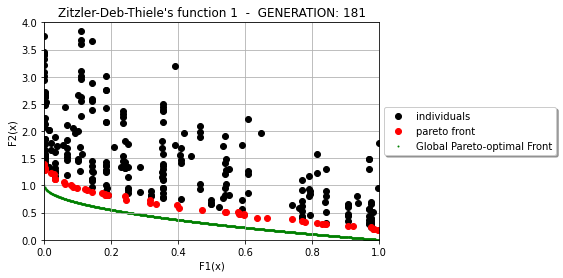 Zitzler-Deb-Thiele's function 1 - GENERATION: 181
4.0
3.5
3.0
2.5
2.0
1.5
1.0
0.5
0.0
F2(x)
0.0 0.2 0.4 0.6 0.8 1.0
F1(x)
individuals
pareto front
Global Pareto-optimal Front